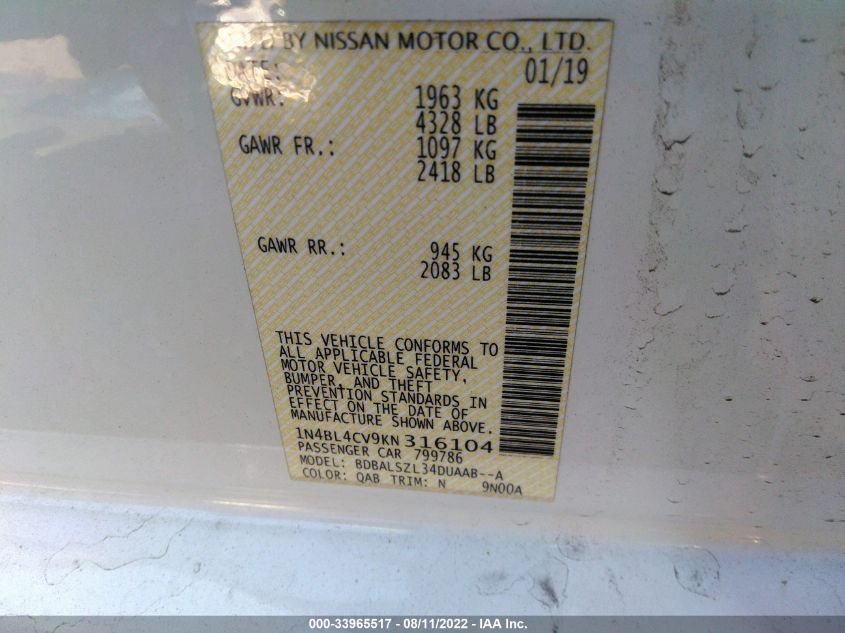 MFD BY NISSAN MOTOR CO., LTD.
DATE: 01/19
GVWR: 1963 KG
4328 LB
GAWR FR.: 1097 KG
2418 LB
GAWR RR.: 945 KG
2083 LB
THIS VEHICLE CONFORMS TO
ALL APPLICABLE FEDERAL
MOTOR VEHICLE SAFETY,
BUMPER, AND THEFT
PREVENTION STANDARDS IN
EFFECT ON THE DATE OF
MANUFACTURE SHOWN ABOVE.
1N4BL4CV9KN316104
PASSENGER CAR 799786
MODEL: BDBALSZL34DUAAB--A
COLOR: QAB TRIM: N 9N00A
000-33965517 - 08/11/2022 - IAA Inc.